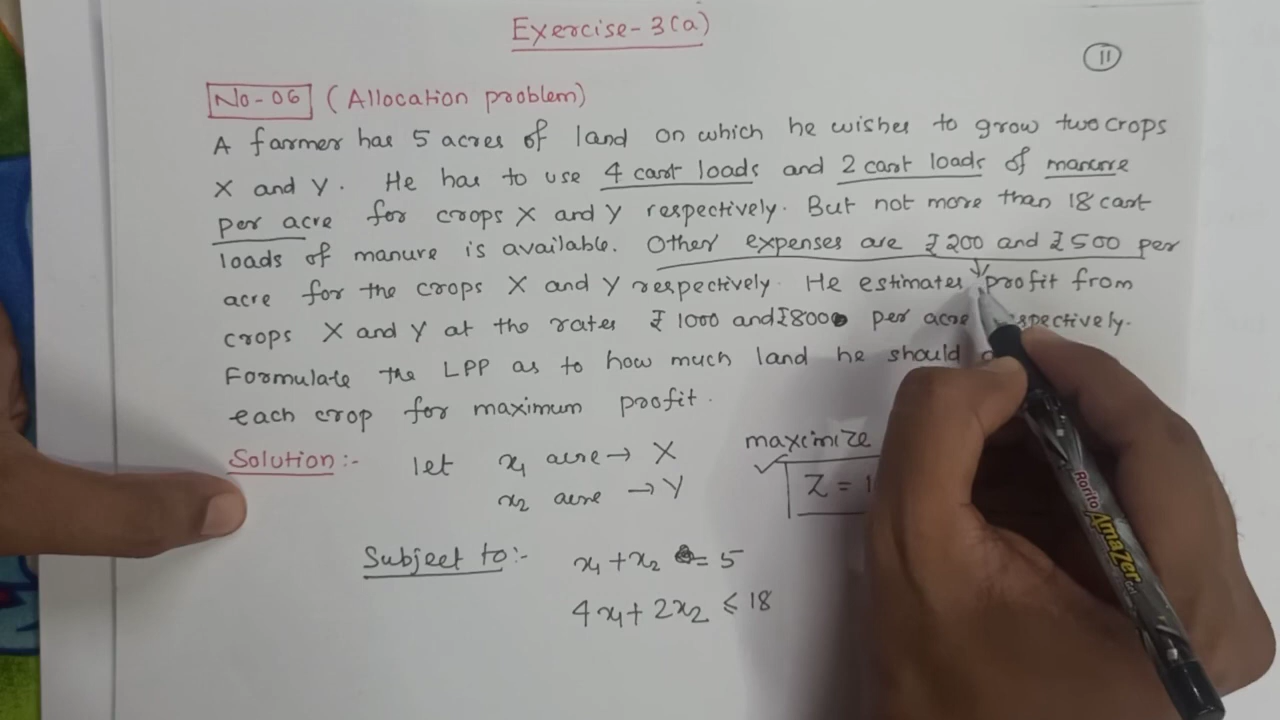 Exercise-3(a)
11
No-06 (Allocation problem)
A farmer has 5 acres of land on which he wishes to grow two crops
X and Y. He has to use 4 cart loads and 2 cart loads of manure
per acre for crops X and Y respectively. But not more than 18 cart
loads of manure is available. Other expenses are ₹200 and ₹500 per
acre for the crops X and Y respectively. He estimates profit from
crops X and Y at the rates ₹1000 and ₹800 per acre respectively.
Formulate the LPP as to how much land he should
each crop for maximum profit.
Solution:- let x₁ acre → X maximize
x₂ acre → Y Z = 1
Subject to:- x₁+x₂ = 5
4x₁+2x₂ ≤ 18
Rorito AmaZer